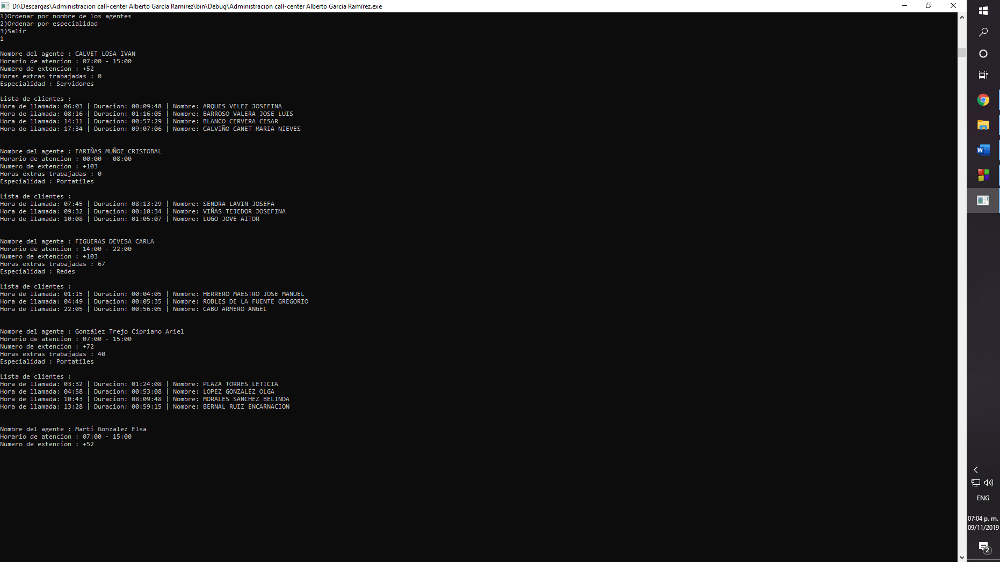 D:\Descargas\Administracion call-center Alberto García Ramírez\bin\Debug\Administracion call-center Alberto García Ramírez.exe
1)Ordenar por nombre de los agentes
2)Ordenar por especialidad
3)Salir
1
Nombre del agente : CALVET LOSA IVAN
Horario de atencion : 07:00 - 15:00
Numero de extencion : +52
Horas extras trabajadas : 0
Especialidad : Servidores
Lista de clientes :
Hora de llamada: 06:03 | Duracion: 00:09:48 | Nombre: ARQUES VELEZ JOSEFINA
Hora de llamada: 08:16 | Duracion: 01:16:05 | Nombre: BARROSO VALERA JOSE LUIS
Hora de llamada: 14:11 | Duracion: 00:57:29 | Nombre: BLANCO CERVERA CESAR
Hora de llamada: 17:34 | Duracion: 09:07:06 | Nombre: CALVIÑO CANET MARIA NIEVES
Nombre del agente : FARIÑAS MUÑOZ CRISTOBAL
Horario de atencion : 00:00 - 08:00
Numero de extencion : +103
Horas extras trabajadas : 0
Especialidad : Portatiles
Lista de clientes :
Hora de llamada: 07:45 | Duracion: 08:13:29 | Nombre: SENDRA LAVIN JOSEFA
Hora de llamada: 09:32 | Duracion: 00:10:34 | Nombre: VIÑAS TEJEDOR JOSEFINA
Hora de llamada: 10:08 | Duracion: 01:05:07 | Nombre: LUGO JOVE AITOR
Nombre del agente : FIGUERAS DEVESA CARLA
Horario de atencion : 14:00 - 22:00
Numero de extencion : +103
Horas extras trabajadas : 67
Especialidad : Redes
Lista de clientes :
Hora de llamada: 01:15 | Duracion: 00:04:05 | Nombre: HERRERO MAESTRO JOSE MANUEL
Hora de llamada: 04:49 | Duracion: 00:05:35 | Nombre: ROBLES DE LA FUENTE GREGORIO
Hora de llamada: 22:05 | Duracion: 00:56:05 | Nombre: CABO ARMERO ANGEL
Nombre del agente : González Trejo Cipriano Ariel
Horario de atencion : 07:00 - 15:00
Numero de extencion : +72
Horas extras trabajadas : 40
Especialidad : Portatiles
Lista de clientes :
Hora de llamada: 03:32 | Duracion: 01:24:08 | Nombre: PLAZA TORRES LETICIA
Hora de llamada: 04:58 | Duracion: 00:53:08 | Nombre: LOPEZ GONZALEZ OLGA
Hora de llamada: 10:43 | Duracion: 08:09:48 | Nombre: MORALES SANCHEZ BELINDA
Hora de llamada: 13:28 | Duracion: 00:59:15 | Nombre: BERNAL RUIZ ENCARNACION
Nombre del agente : Marti Gonzalez Elsa
Horario de atencion : 07:00 - 15:00
Numero de extencion : +52
ENG
07:04 p. m.
09/11/2019
2